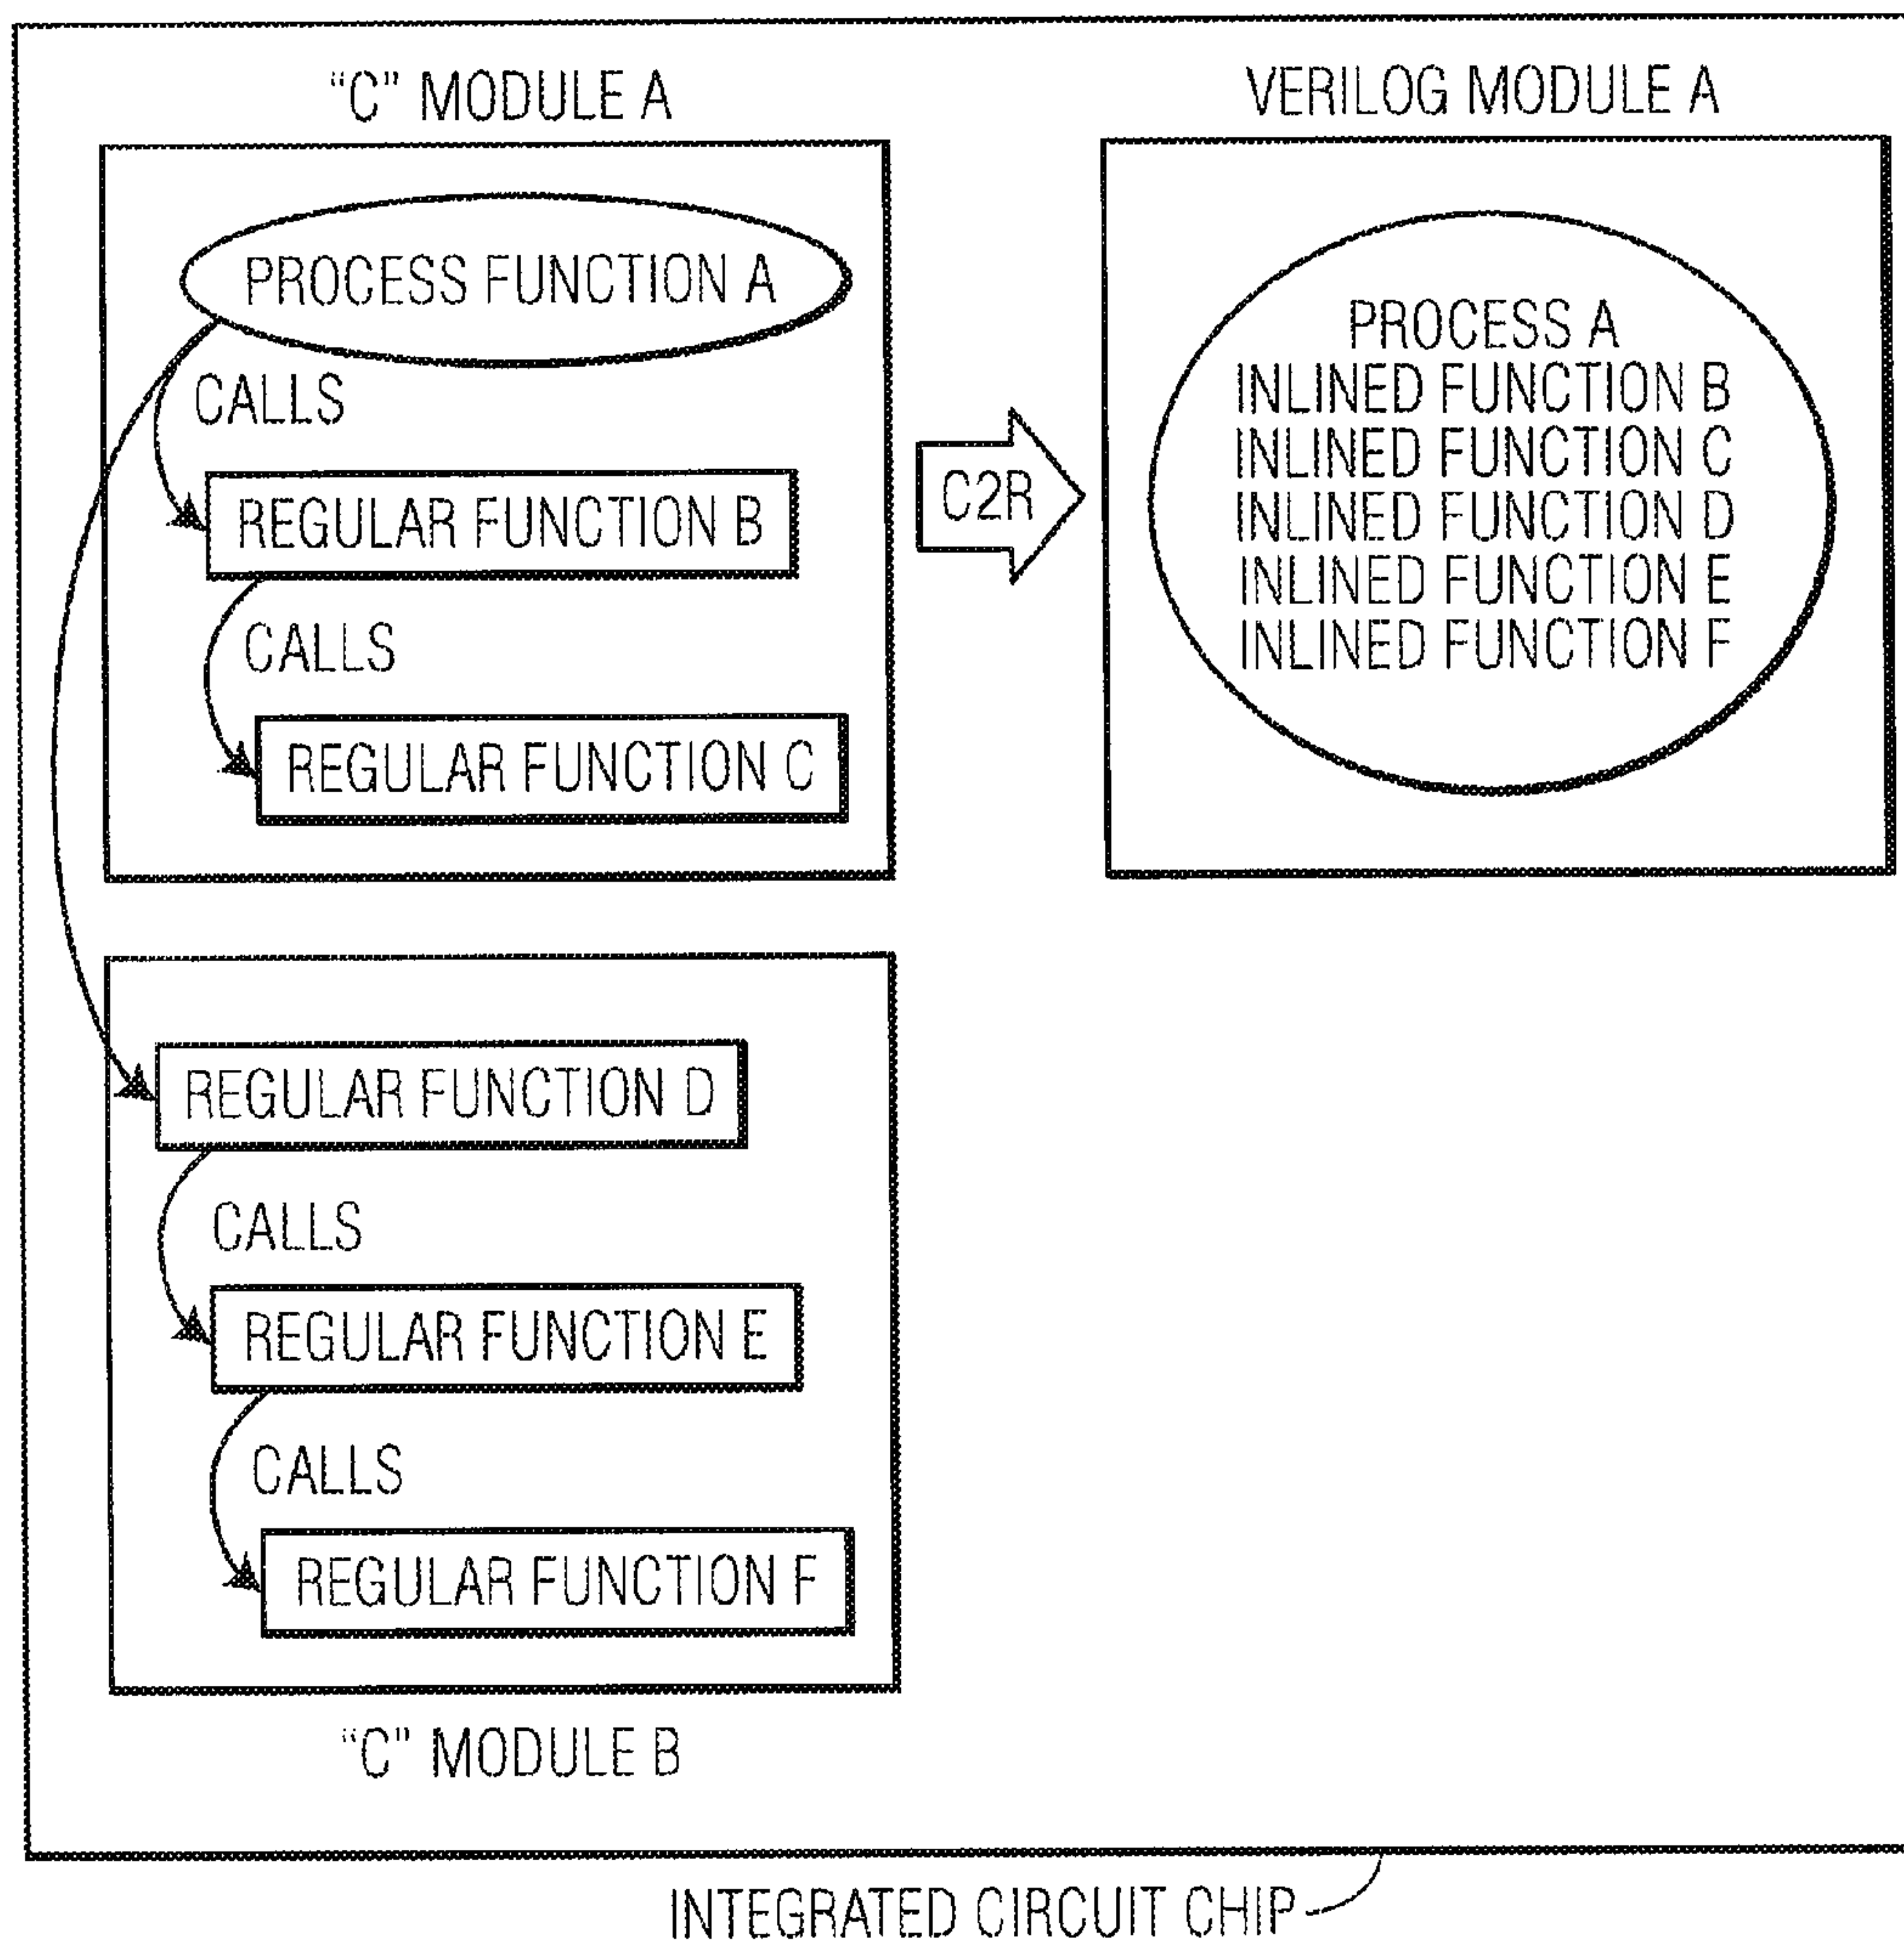 “C” MODULE A
PROCESS FUNCTION A
CALLS
REGULAR FUNCTION B
CALLS
REGULAR FUNCTION C
C2R
VERILOG MODULE A
PROCESS A
INLINED FUNCTION B
INLINED FUNCTION C
INLINED FUNCTION D
INLINED FUNCTION E
INLINED FUNCTION F
REGULAR FUNCTION D
CALLS
REGULAR FUNCTION E
CALLS
REGULAR FUNCTION F
“C” MODULE B
INTEGRATED CIRCUIT CHIP